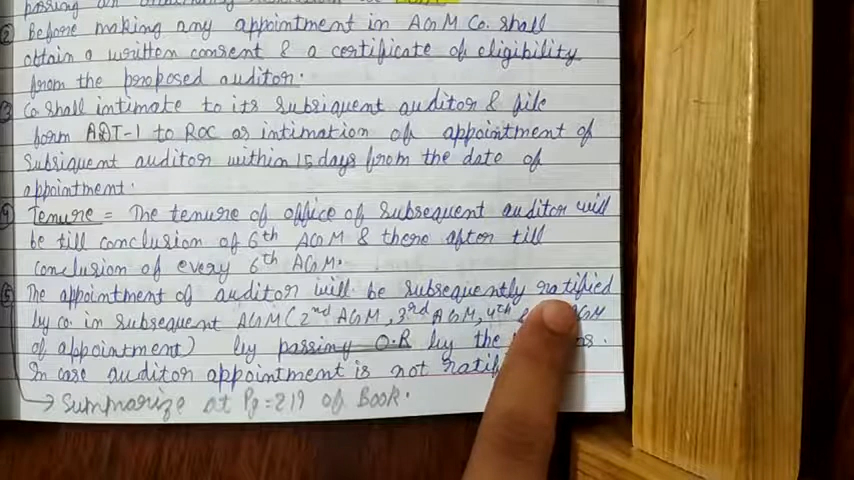 ② Before making any appointment in AGM Co. shall
obtain a written consent & a certificate of eligibility
from the proposed auditor.
③ Co shall intimate to its subsiquent auditor & file
form ADT-1 to ROC as intimation of appointment of
Subsiquent auditor within 15 days from the date of
appointment.
④ Tenure = The tenure of office of subsequent auditor will
be till conclusion of 6th AGM & there after till
conclusion of every 6th AGM.
⑤ The appointment of auditor will be subsequently ratified
by co. in subsequent AGM (2nd AGM, 3rd AGM, 4th &
of appointment) by passing O.R by the
In case auditor appointment is not
→ Summarize at Pg = 219 of Book.